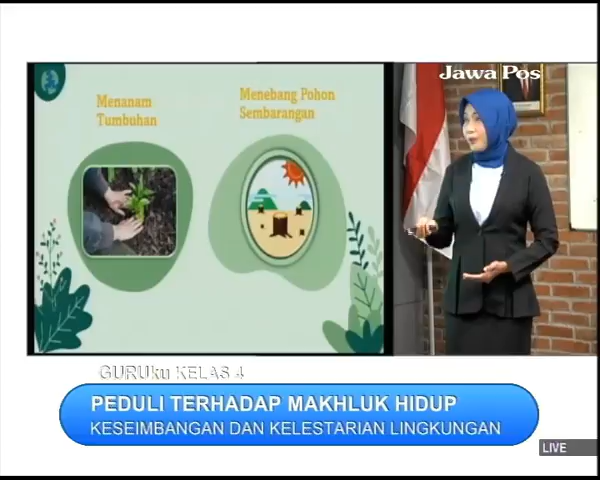 Jawa Pos
Menanam
Tumbuhan
Menebang Pohon
Sembarangan
GURUku KELAS 4
PEDULI TERHADAP MAKHLUK HIDUP
KESEIMBANGAN DAN KELESTARIAN LINGKUNGAN
LIVE